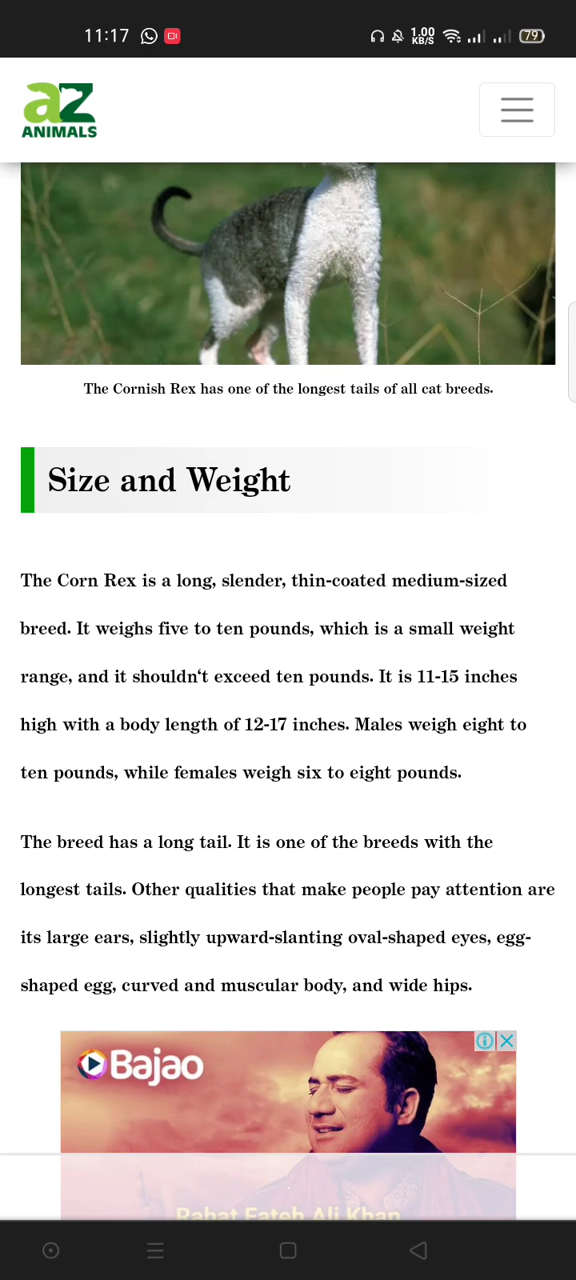 11:17
1.00
KB/S
79
az
ANIMALS
The Cornish Rex has one of the longest tails of all cat breeds.
Size and Weight
The Corn Rex is a long, slender, thin-coated medium-sized
breed. It weighs five to ten pounds, which is a small weight
range, and it shouldn‘t exceed ten pounds. It is 11-15 inches
high with a body length of 12-17 inches. Males weigh eight to
ten pounds, while females weigh six to eight pounds.
The breed has a long tail. It is one of the breeds with the
longest tails. Other qualities that make people pay attention are
its large ears, slightly upward-slanting oval-shaped eyes, egg-
shaped egg, curved and muscular body, and wide hips.
Bajao
Rahat Fateh Ali Khan